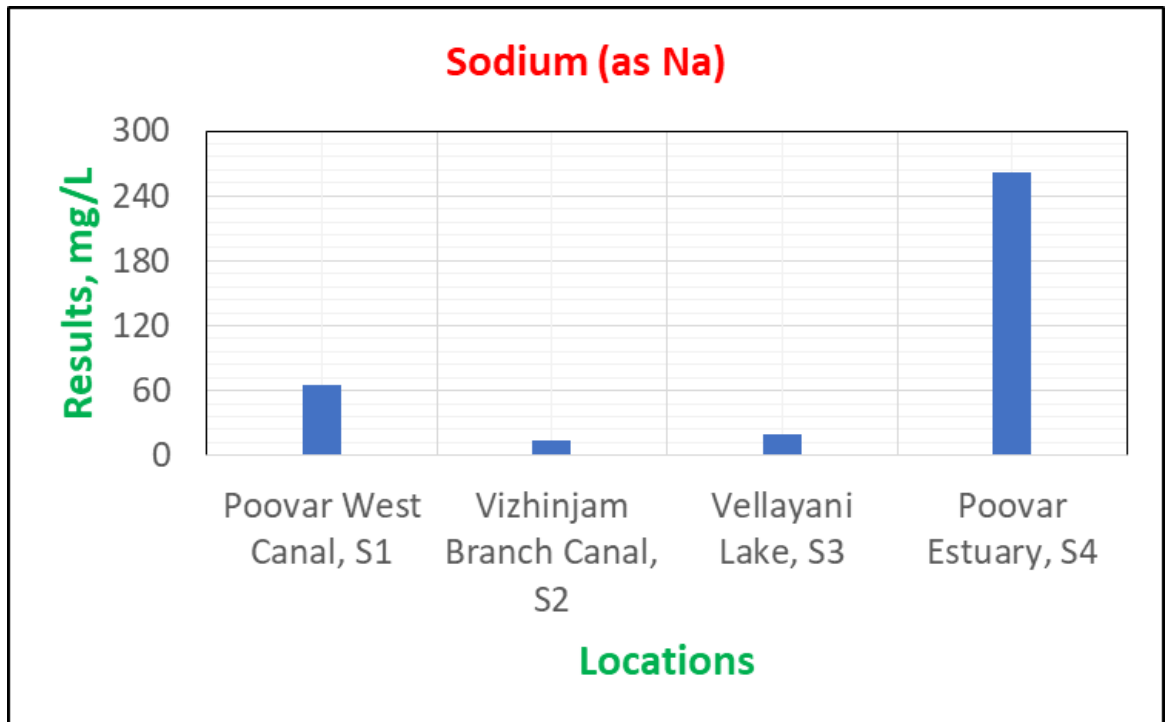 Sodium (as Na)
Results, mg/L
300
240
180
120
60
0
Poovar West
Canal, S1
Vizhinjam
Branch Canal,
S2
Vellayani
Lake, S3
Poovar
Estuary, S4
Locations